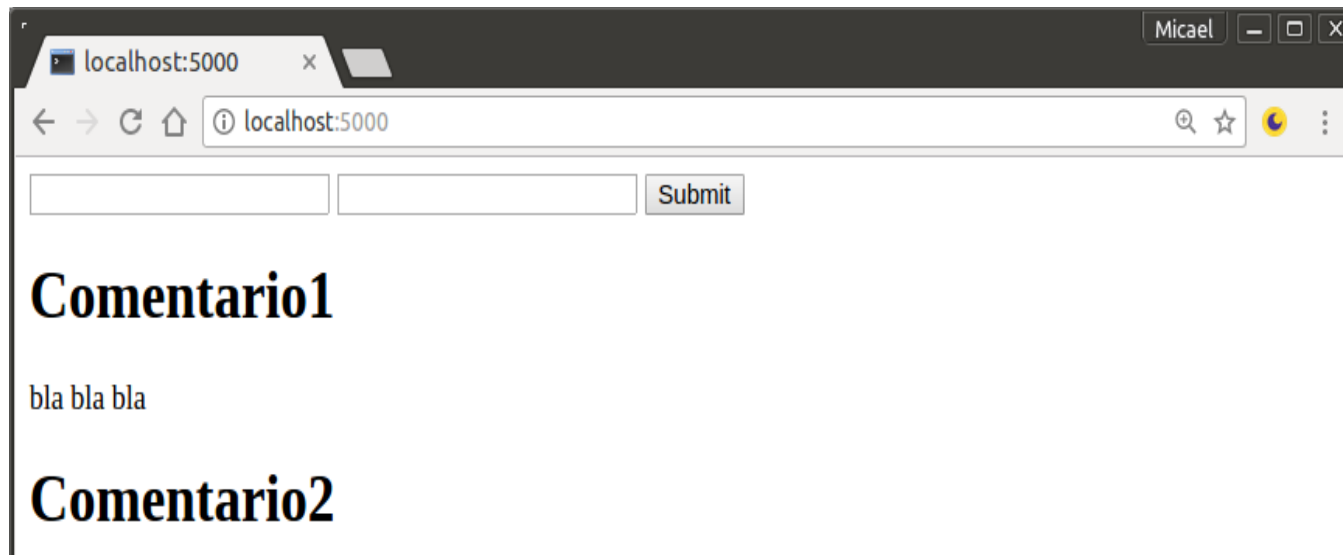 Micael
localhost:5000
localhost:5000
Submit
Comentario1
bla bla bla
Comentario2